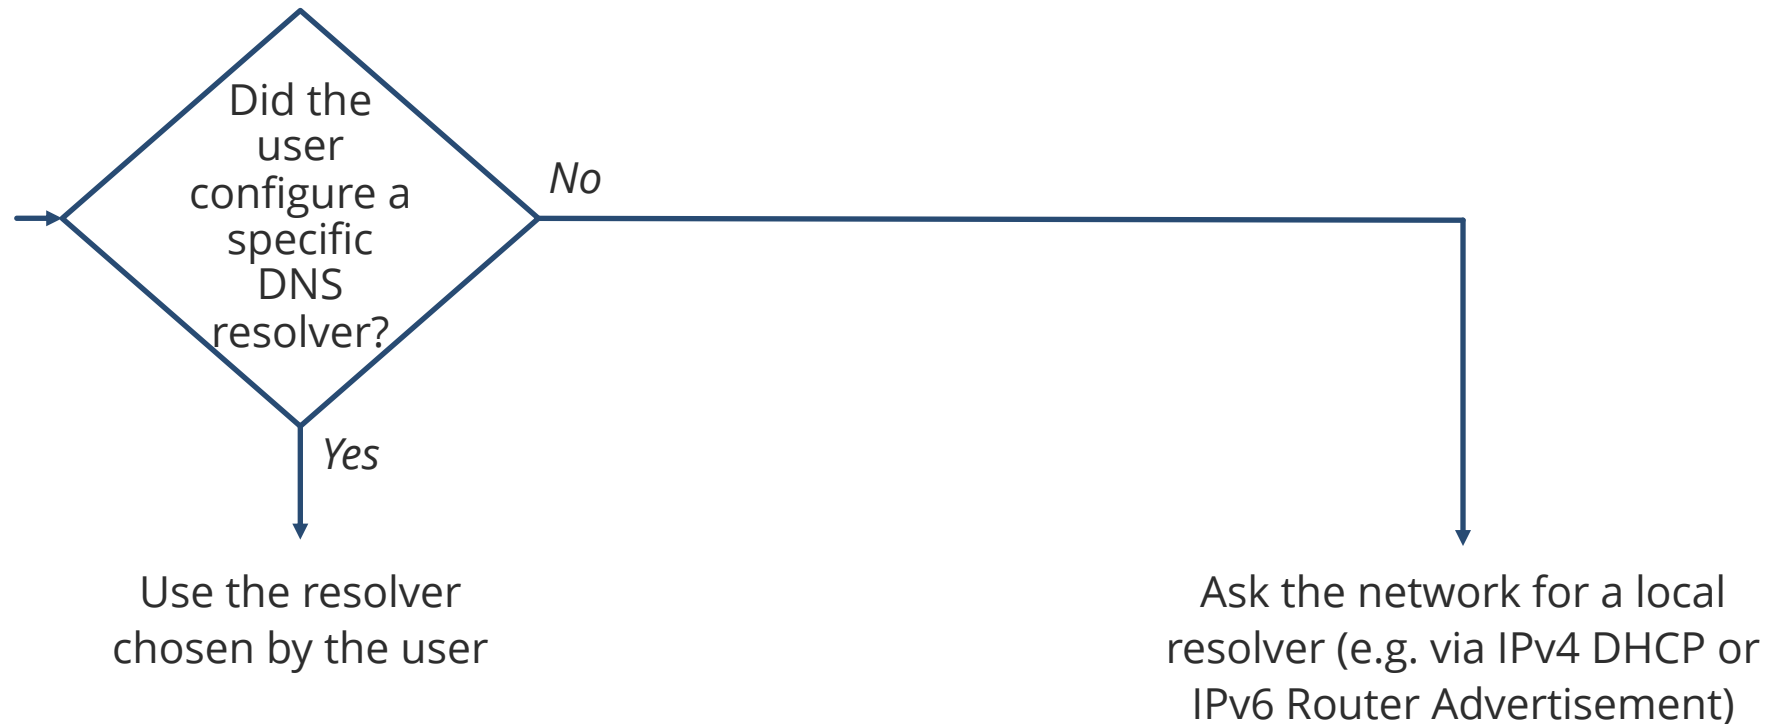 Did the
user
configure a
specific
DNS
resolver?
No
Yes
Use the resolver
chosen by the user
Ask the network for a local
resolver (e.g. via IPv4 DHCP or
IPv6 Router Advertisement)